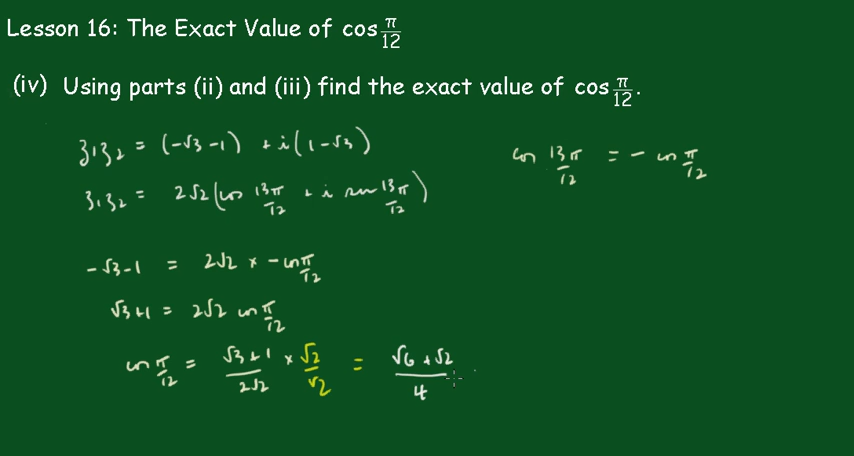 Lesson 16: The Exact Value of cos π/12
(iv) Using parts (ii) and (iii) find the exact value of cos π/12.
z₁z₂ = (-√3 -1) + i(1-√3)
cos 13π/12 = - cos π/12
z₁z₂ = 2√2(cos 13π/12 + i sin 13π/12)
-√3-1 = 2√2 × -cos π/12
√3+1 = 2√2 cos π/12
cos π/12 = (√3+1)/(2√2) × √2/√2 = (√6+√2)/4